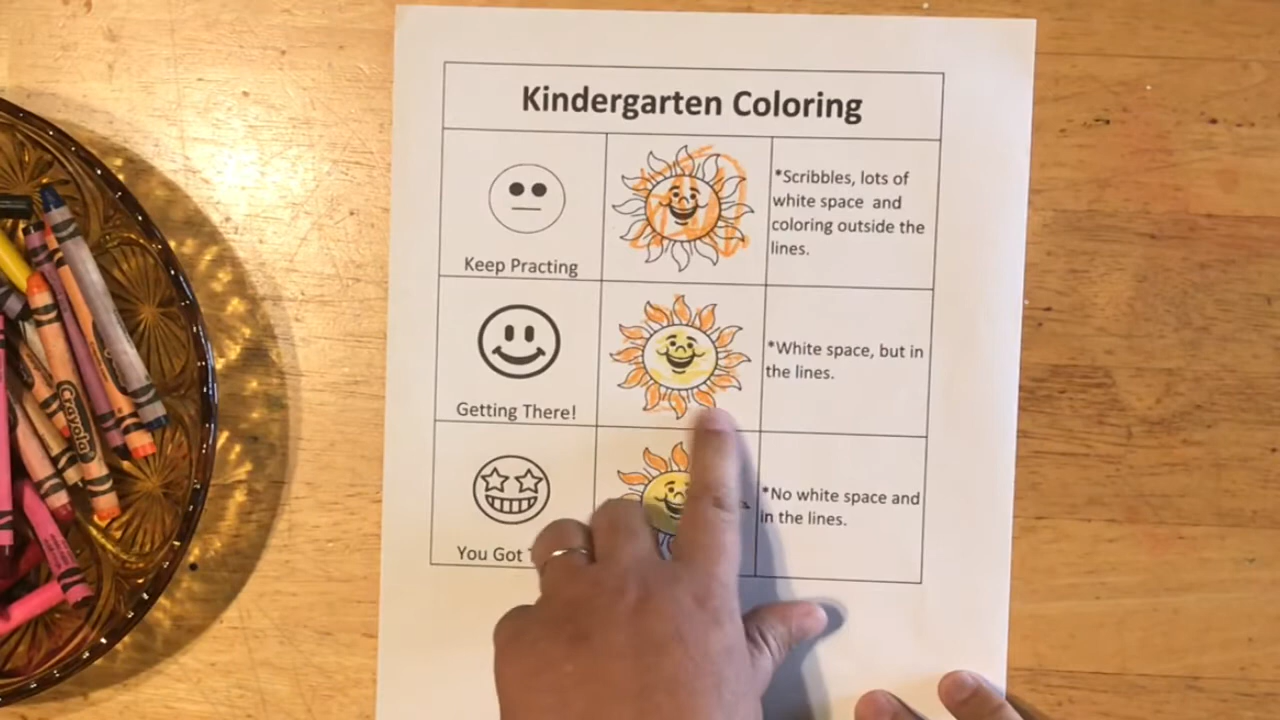 Kindergarten Coloring
Keep Practing
*Scribbles, lots of
white space and
coloring outside the
lines.
Getting There!
*White space, but in
the lines.
You Got
*No white space and
in the lines.
Crayola